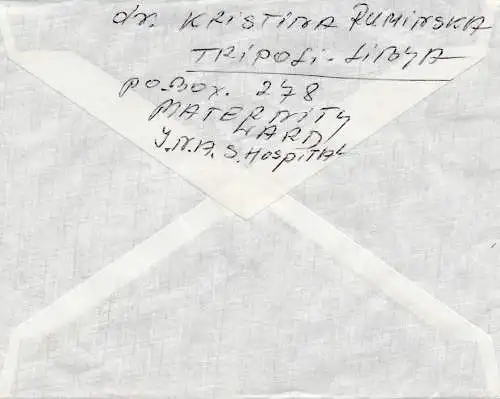 dr. KRISTINA RUMINSKA
TRIPOLI-LIBYA
P.O.Box. 278
MATERNITY
WARD
I.N.A.S. HOSPITAL